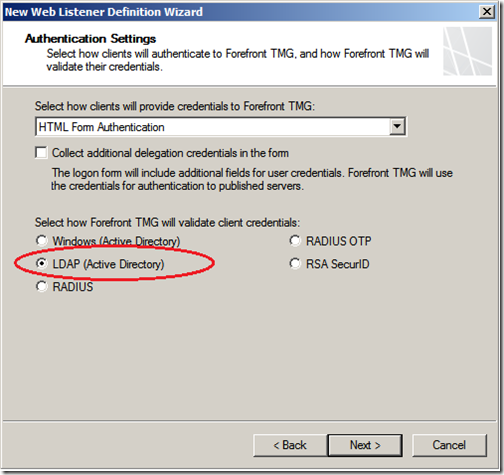 New Web Listener Definition Wizard
Authentication Settings
Select how clients will authenticate to Forefront TMG, and how Forefront TMG will
validate their credentials.
Select how clients will provide credentials to Forefront TMG:
HTML Form Authentication
Collect additional delegation credentials in the form
The logon form will include additional fields for user credentials. Forefront TMG will use
the credentials for authentication to published servers.
Select how Forefront TMG will validate client credentials:
Windows (Active Directory)
RADIUS OTP
LDAP (Active Directory)
RSA SecurID
RADIUS
< Back
Next >
Cancel